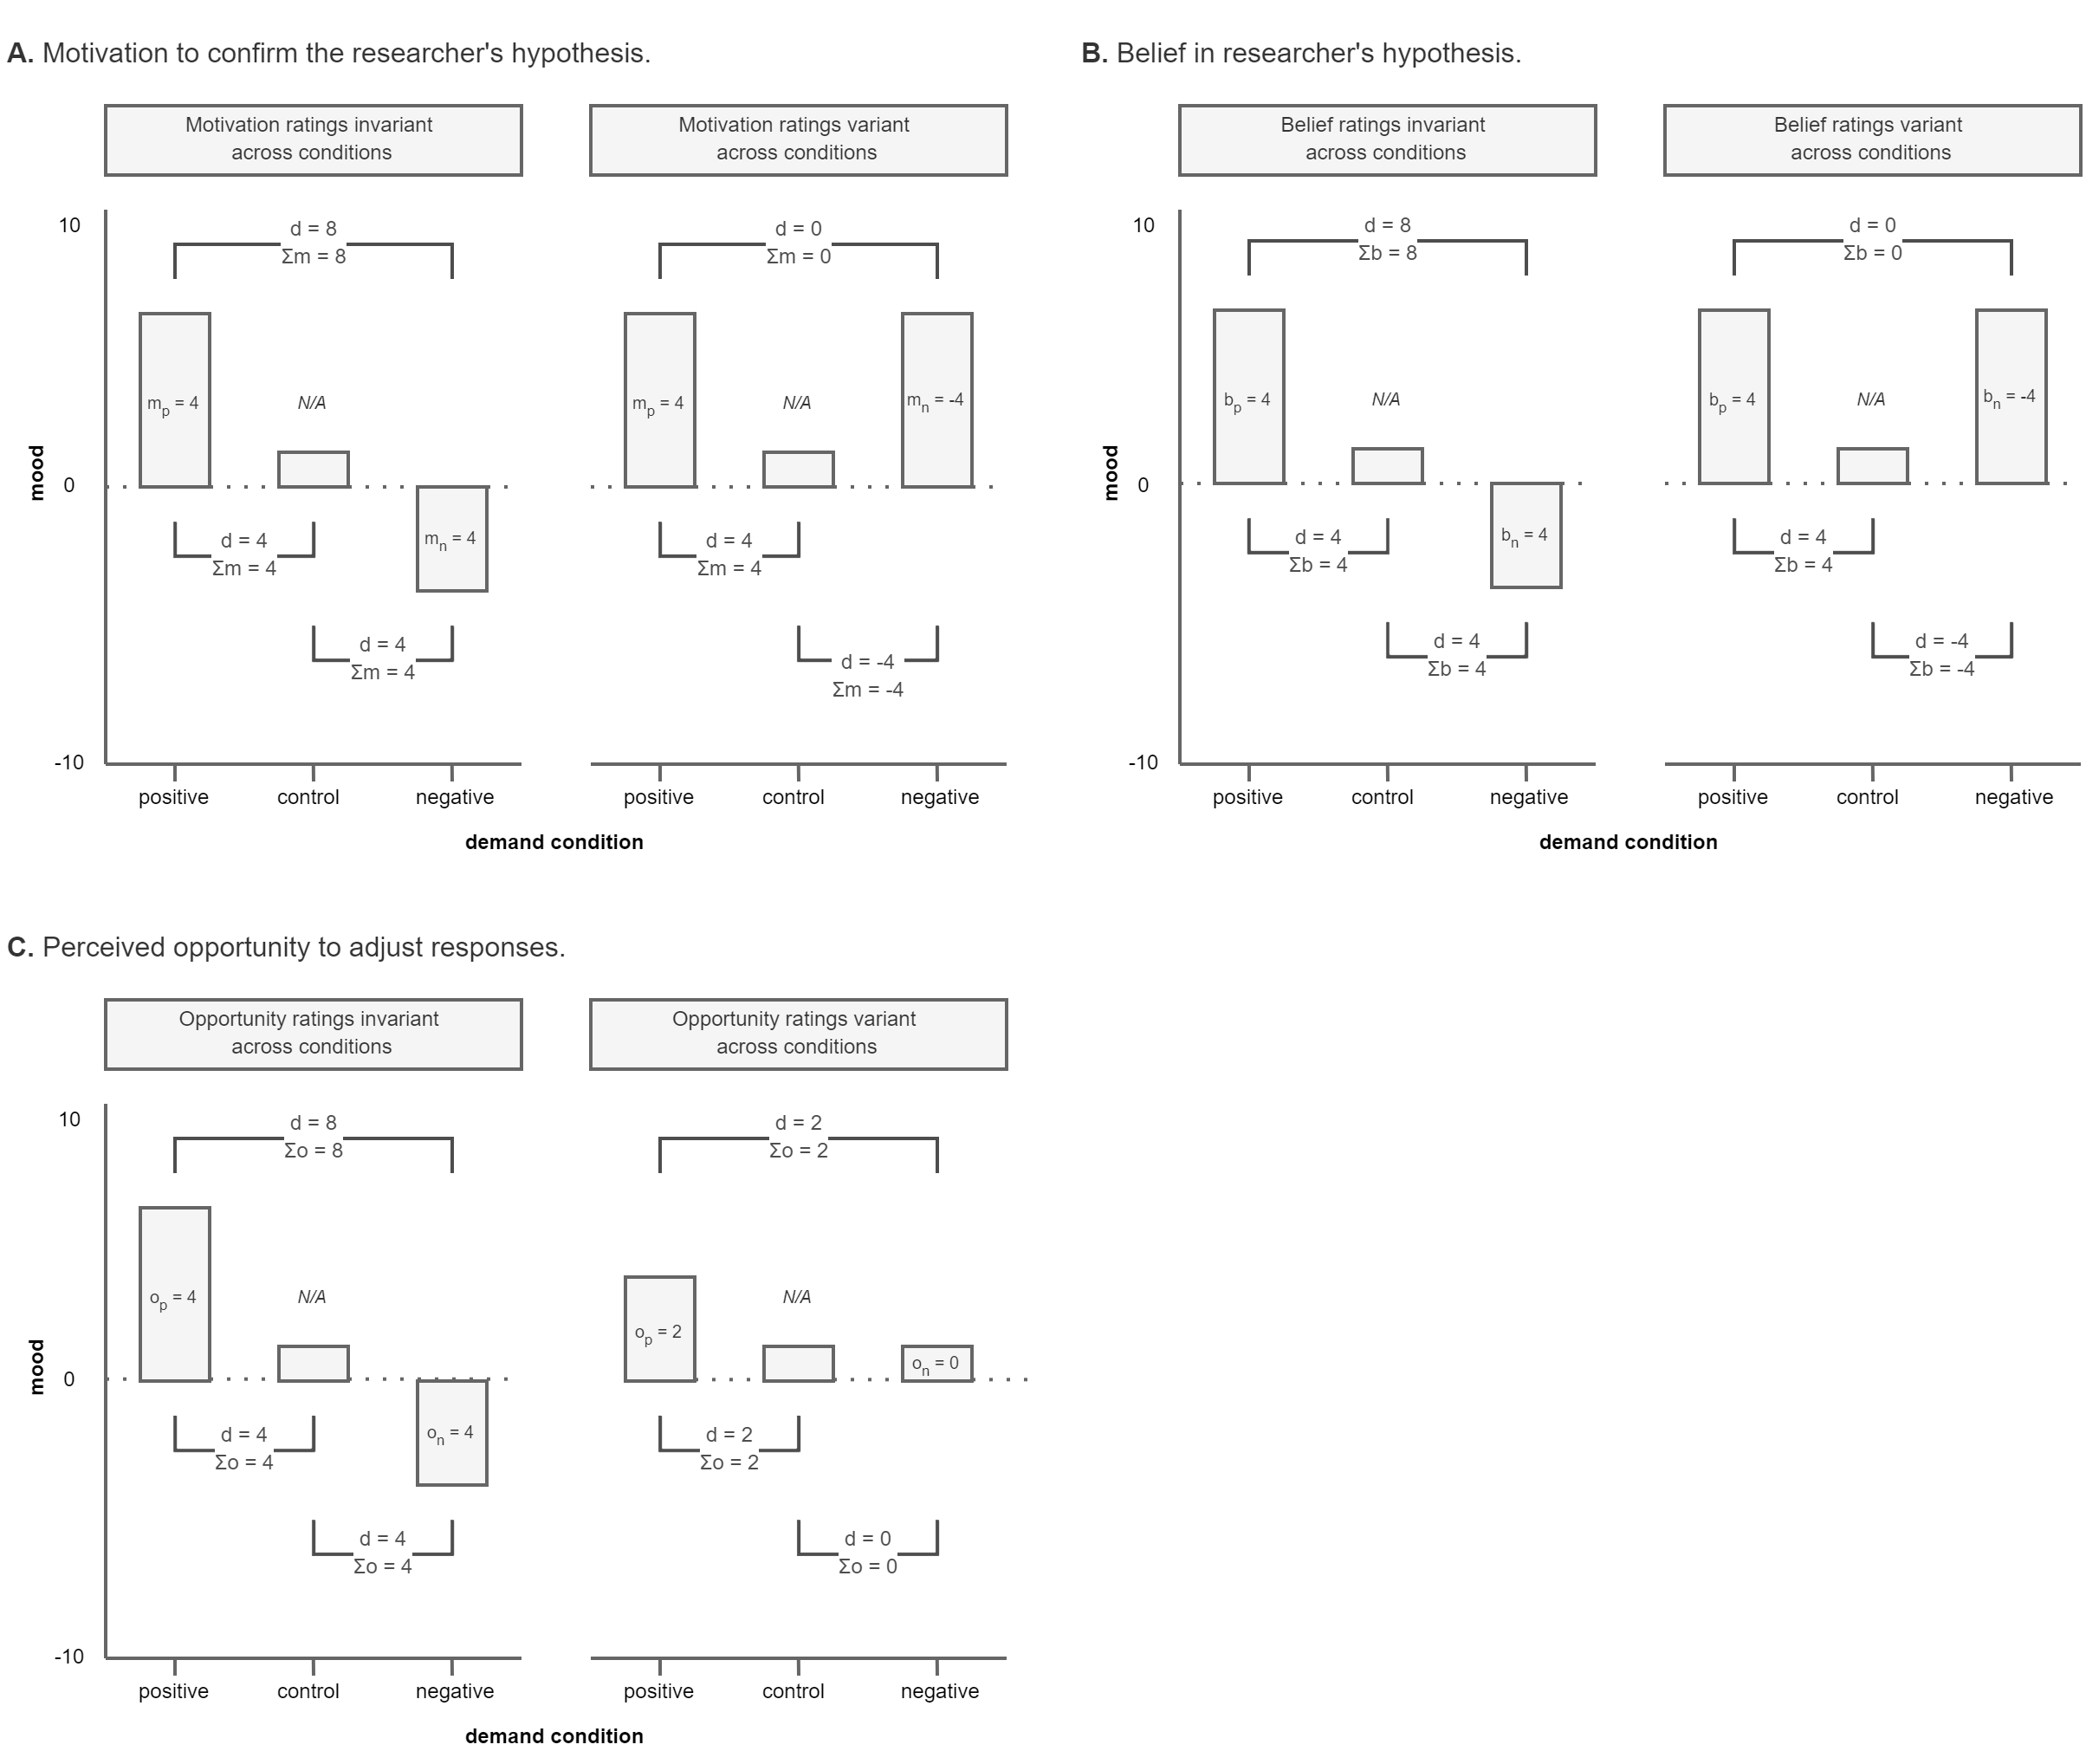 A. Motivation to confirm the researcher's hypothesis.
Motivation ratings invariant
across conditions
Motivation ratings variant
across conditions
10
d = 8
Σm = 8
d = 0
Σm = 0
mp = 4
N/A
mp = 4
N/A
mn = -4
mood
0
d = 4
Σm = 4
mn = 4
d = 4
Σm = 4
d = 4
Σm = 4
d = -4
Σm = -4
-10
positive control negative
positive control negative
demand condition
B. Belief in researcher's hypothesis.
Belief ratings invariant
across conditions
Belief ratings variant
across conditions
10
d = 8
Σb = 8
d = 0
Σb = 0
bp = 4
N/A
bp = 4
N/A
bn = -4
mood
0
d = 4
Σb = 4
bn = 4
d = 4
Σb = 4
d = 4
Σb = 4
d = -4
Σb = -4
-10
positive control negative
positive control negative
demand condition
C. Perceived opportunity to adjust responses.
Opportunity ratings invariant
across conditions
Opportunity ratings variant
across conditions
10
d = 8
Σo = 8
d = 2
Σo = 2
op = 4
N/A
op = 2
N/A
on = 0
mood
0
d = 4
Σo = 4
on = 4
d = 2
Σo = 2
d = 4
Σo = 4
d = 0
Σo = 0
-10
positive control negative
positive control negative
demand condition